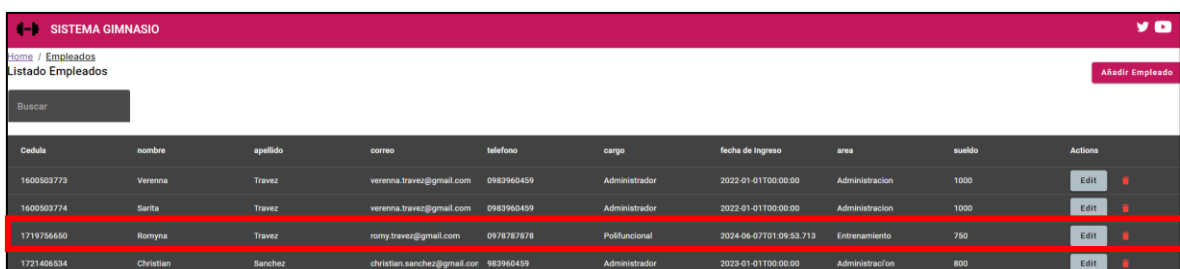 SISTEMA GIMNASIO
Home / Empleados
Listado Empleados
Añadir Empleado
Buscar
Cedula nombre apellido correo telefono cargo fecha de Ingreso area sueldo Actions
1600503773 Verenna Travez verenna.travez@gmail.com 0983960459 Administrador 2022-01-01T00:00:00 Administracion 1000 Edit
1600503774 Sarita Travez verenna.travez@gmail.com 0983960459 Administrador 2022-01-01T00:00:00 Administracion 1000 Edit
1719756650 Romyna Travez romy.travez@gmail.com 0978787878 Polifuncional 2024-06-07T01:09:53.713 Entrenamiento 750 Edit
1721406534 Christian Sanchez christian.sanchez@gmail.cor 983960459 Administrador 2023-01-01T00:00:00 Administraci'on 800 Edit